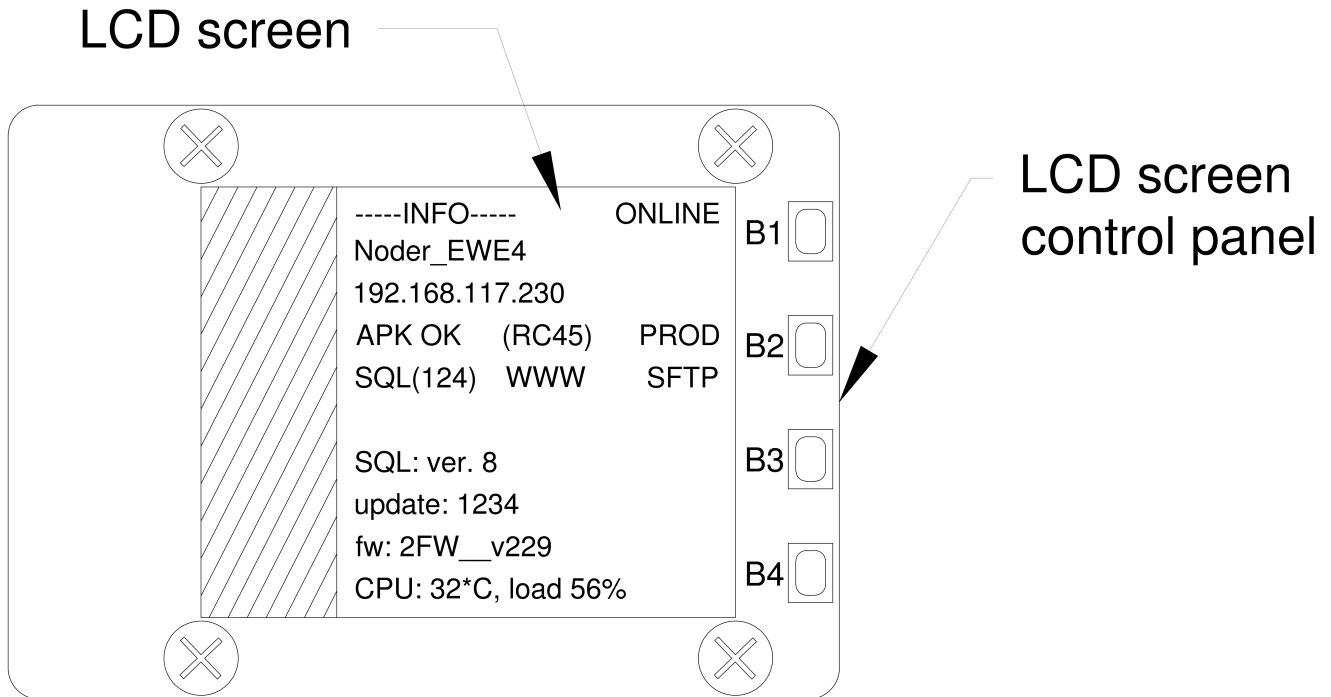 LCD screen
LCD screen
control panel
-----INFO----- ONLINE
Noder_EWE4
192.168.117.230
APK OK (RC45) PROD
SQL(124) WWW SFTP
SQL: ver. 8
update: 1234
fw: 2FW__v229
CPU: 32*C, load 56%
B1
B2
B3
B4